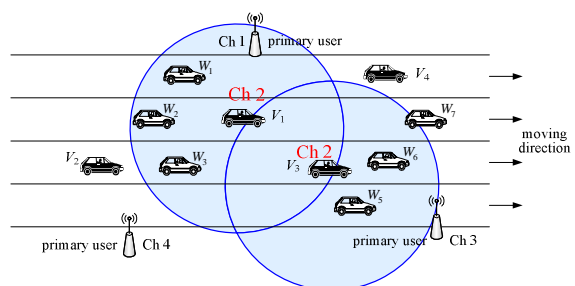 Ch 1 primary user
W1
V4
Ch 2
W2
V1
W7
moving
direction
Ch 2
V2
W3
V3
W6
W5
primary user Ch 4
primary user Ch 3